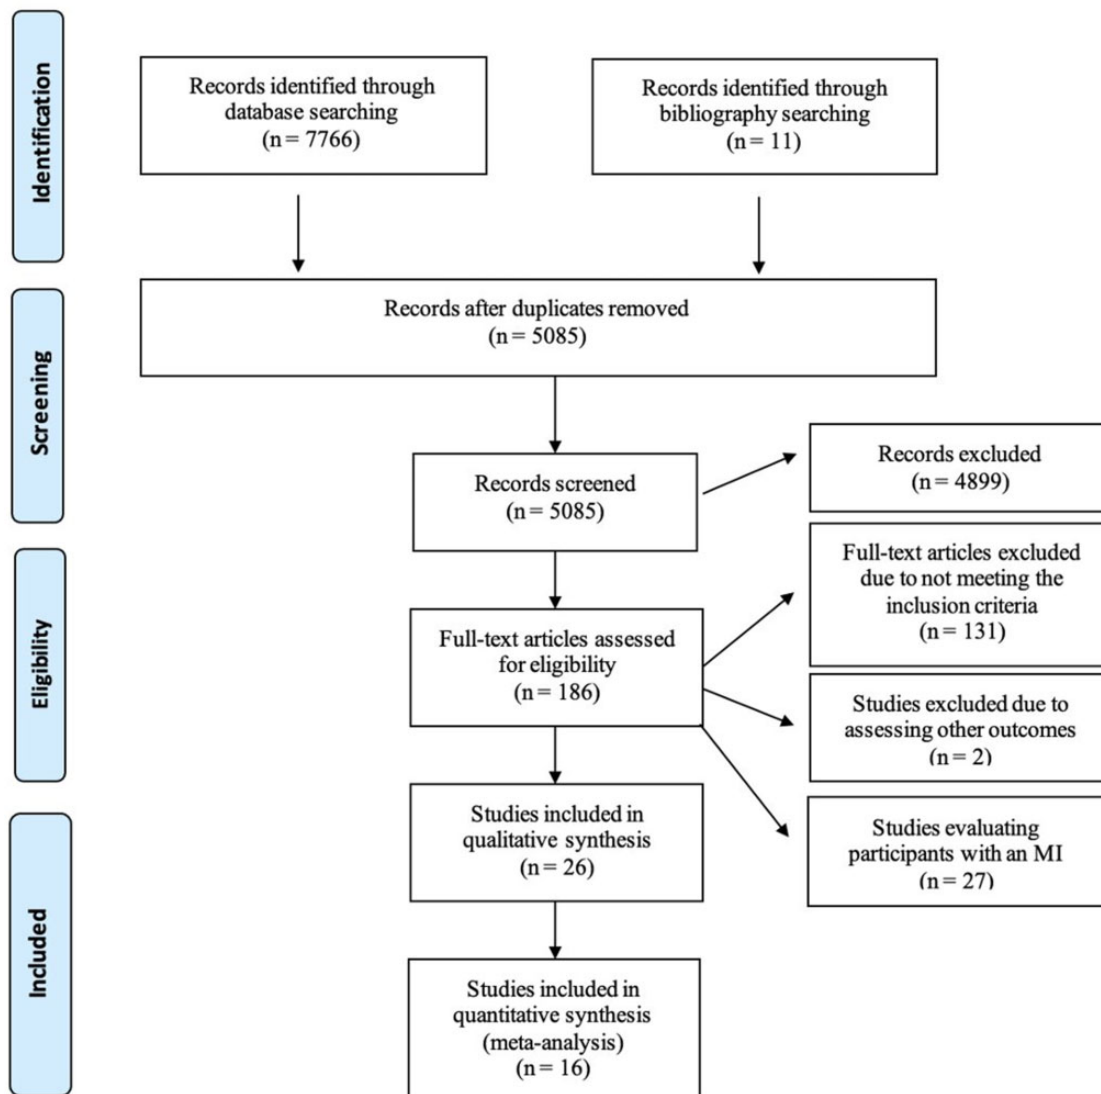 Identification
Records identified through
database searching
(n = 7766)
Records identified through
bibliography searching
(n = 11)
Screening
Records after duplicates removed
(n = 5085)
Records screened
(n = 5085)
Records excluded
(n = 4899)
Eligibility
Full-text articles assessed
for eligibility
(n = 186)
Full-text articles excluded
due to not meeting the
inclusion criteria
(n = 131)
Studies excluded due to
assessing other outcomes
(n = 2)
Studies evaluating
participants with an MI
(n = 27)
Included
Studies included in
qualitative synthesis
(n = 26)
Studies included in
quantitative synthesis
(meta-analysis)
(n = 16)